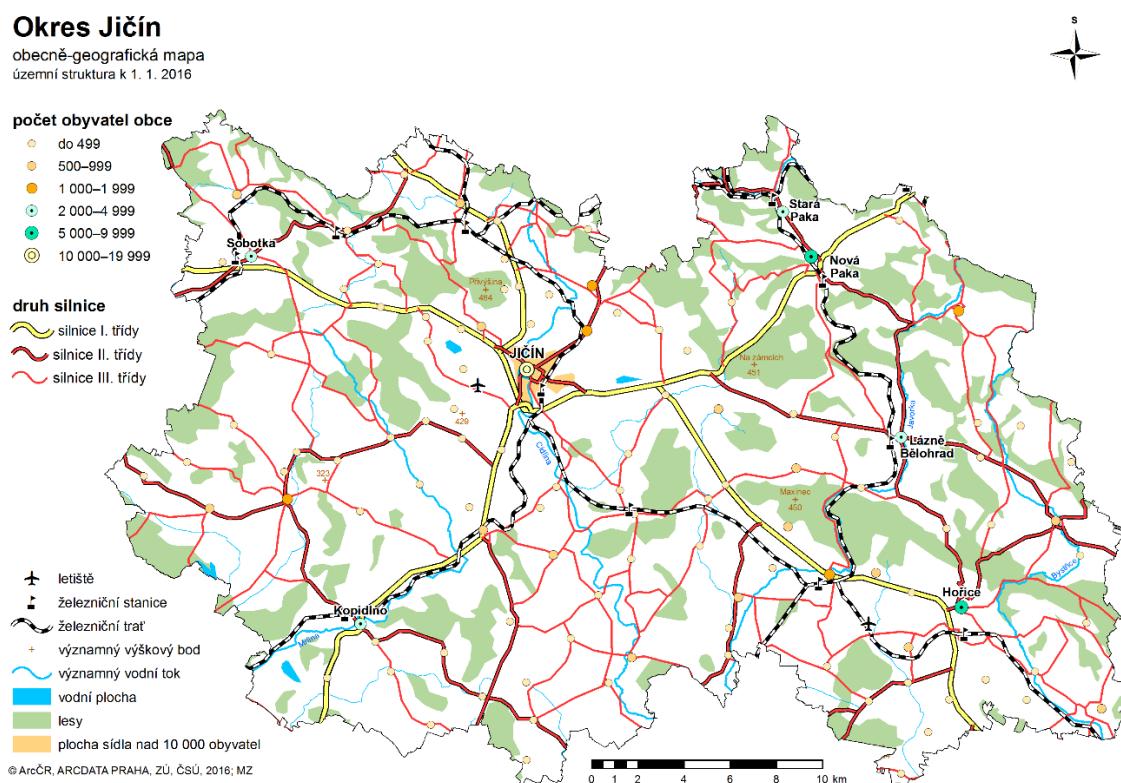 Okres Jičín
obecně-geografická mapa
územní struktura k 1. 1. 2016
S
počet obyvatel obce
do 499
500–999
1 000–1 999
2 000–4 999
5 000–9 999
10 000–19 999
druh silnice
silnice I. třídy
silnice II. třídy
silnice III. třídy
Stará
Paka
Sobotka
Nová
Paka
Přivýšina
464
JIČÍN
Na zámcích
451
429
Javorka
Lázně
Bělohrad
Cidlina
323
Maxinec
450
Bystřice
Hořice
Kopidlno
Mrlina
letiště
železniční stanice
železniční trať
významný výškový bod
významný vodní tok
vodní plocha
lesy
plocha sídla nad 10 000 obyvatel
0 1 2 4 6 8 10 km
© ArcČR, ARCDATA PRAHA, ZÚ, ČSÚ, 2016; MZ